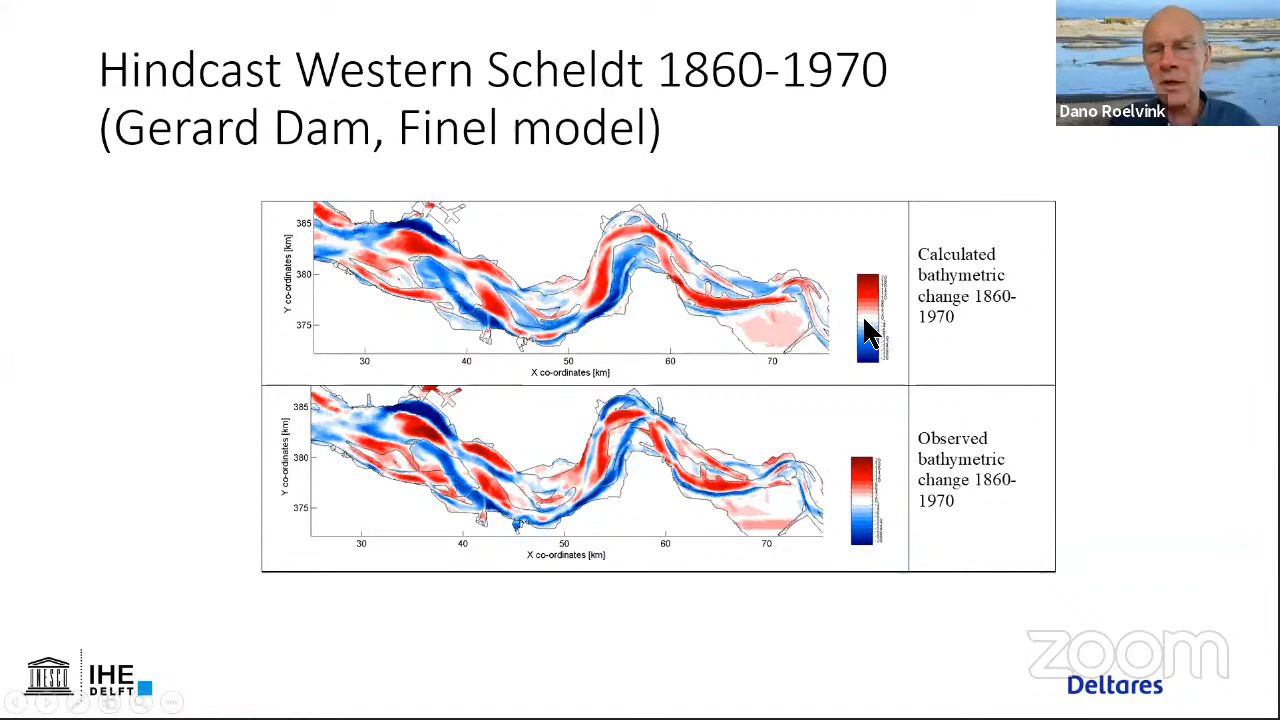 Hindcast Western Scheldt 1860-1970
(Gerard Dam, Finel model)
Dano Roelvink
385
380
375
Y co-ordinates [km]
30
40
50
60
70
X co-ordinates [km]
Calculated
bathymetric
change 1860-
1970
385
380
375
Y co-ordinates [km]
30
40
50
60
70
X co-ordinates [km]
Observed
bathymetric
change 1860-
1970
UNESCO
IHE
DELFT
zoom
Deltares